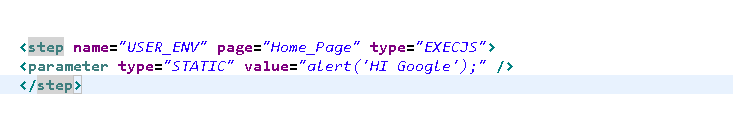 <step name="USER_ENV" page="Home_Page" type="EXECJS">
<parameter type="STATIC" value="alert('HI Google');" />
</step>